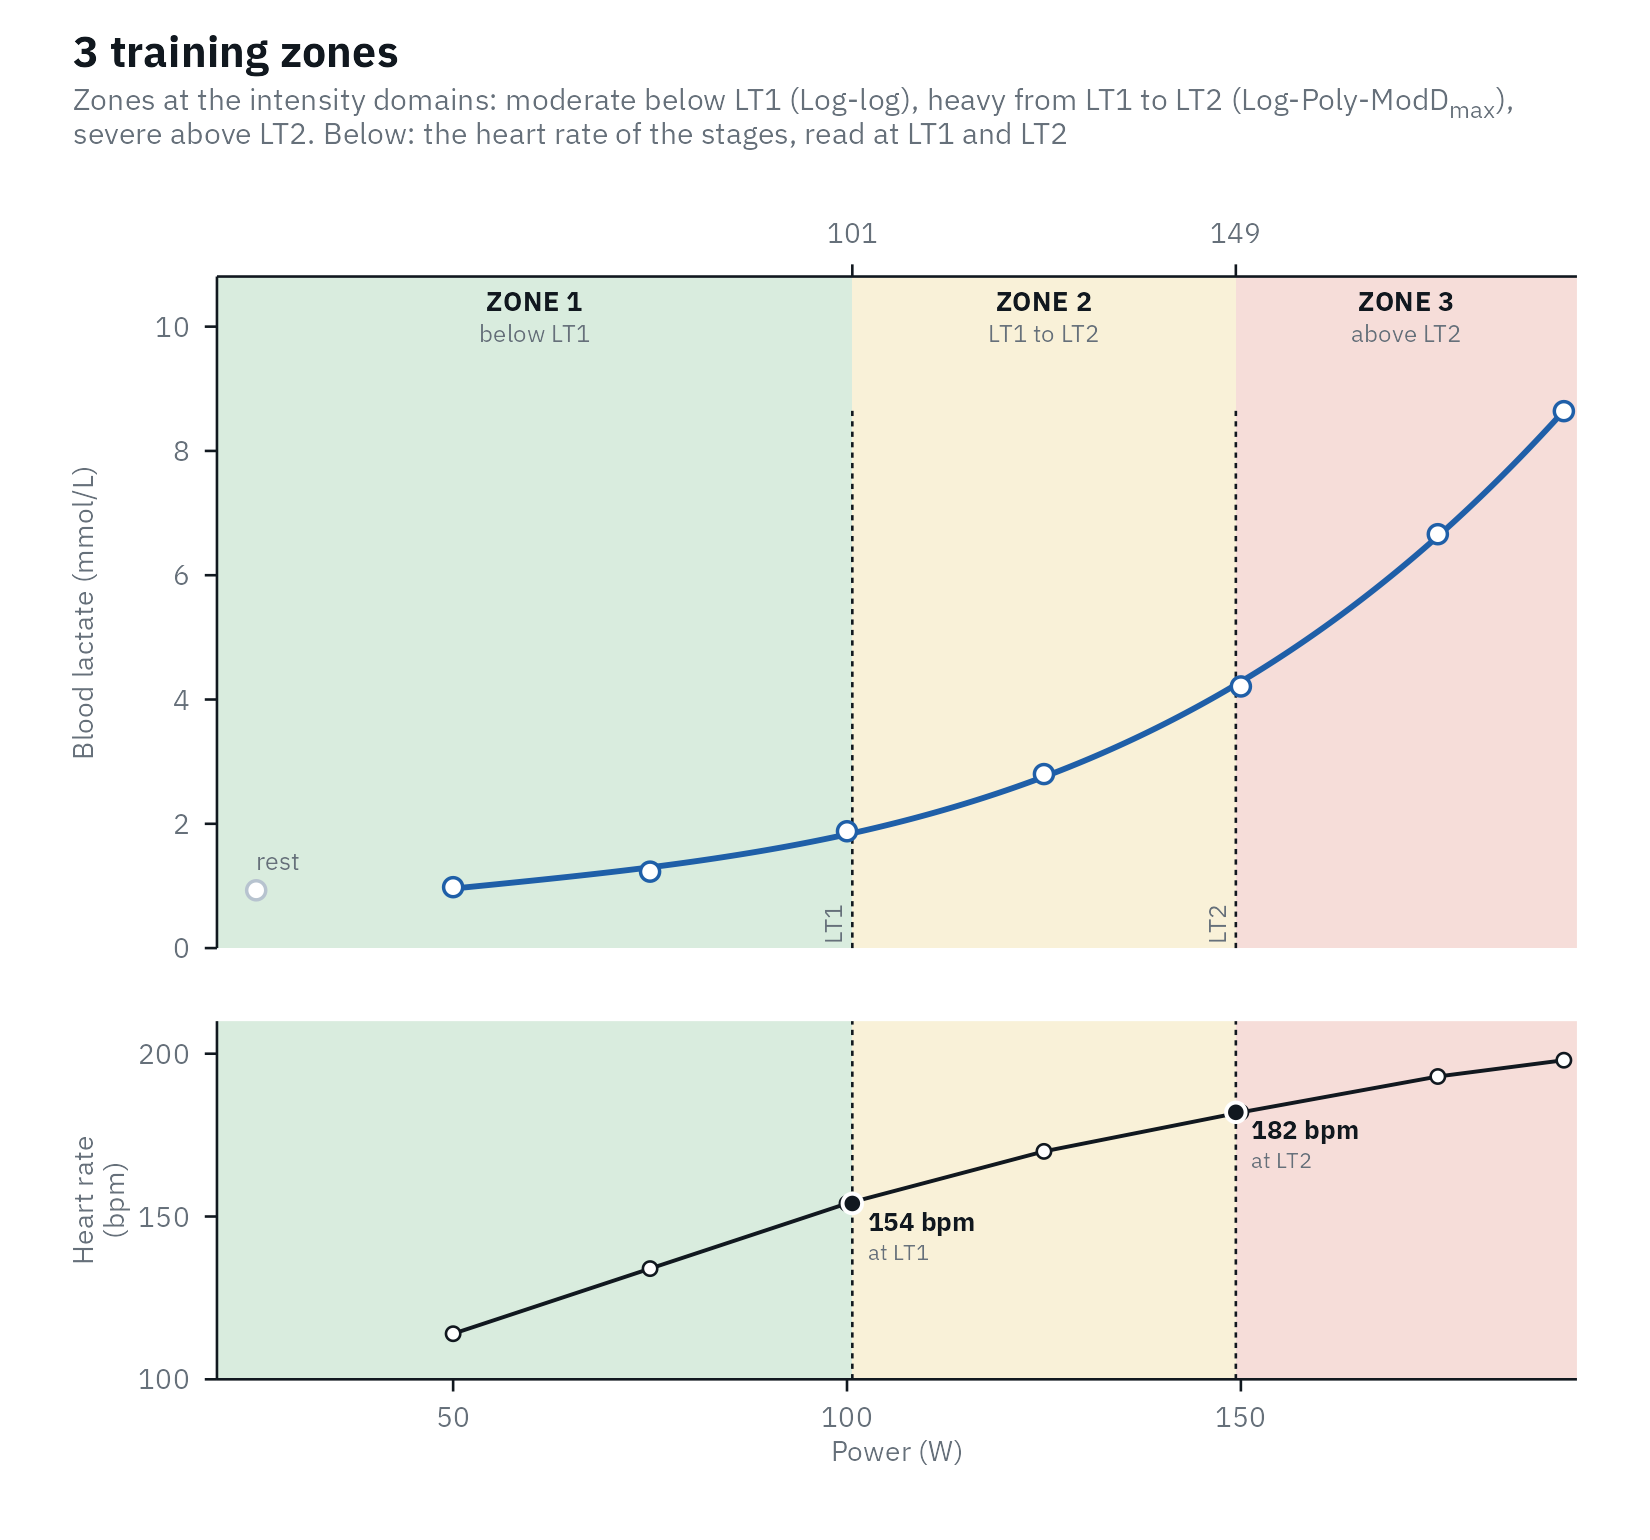 3 training zones
Zones at the intensity domains: moderate below LT1 (Log-log), heavy from LT1 to LT2 (Log-Poly-ModDmax),
severe above LT2. Below: the heart rate of the stages, read at LT1 and LT2
101
149
ZONE 1
below LT1
ZONE 2
LT1 to LT2
ZONE 3
above LT2
10
8
6
4
2
0
Blood lactate (mmol/L)
rest
LT1
LT2
200
150
100
Heart rate
(bpm)
154 bpm
at LT1
182 bpm
at LT2
50
100
150
Power (W)